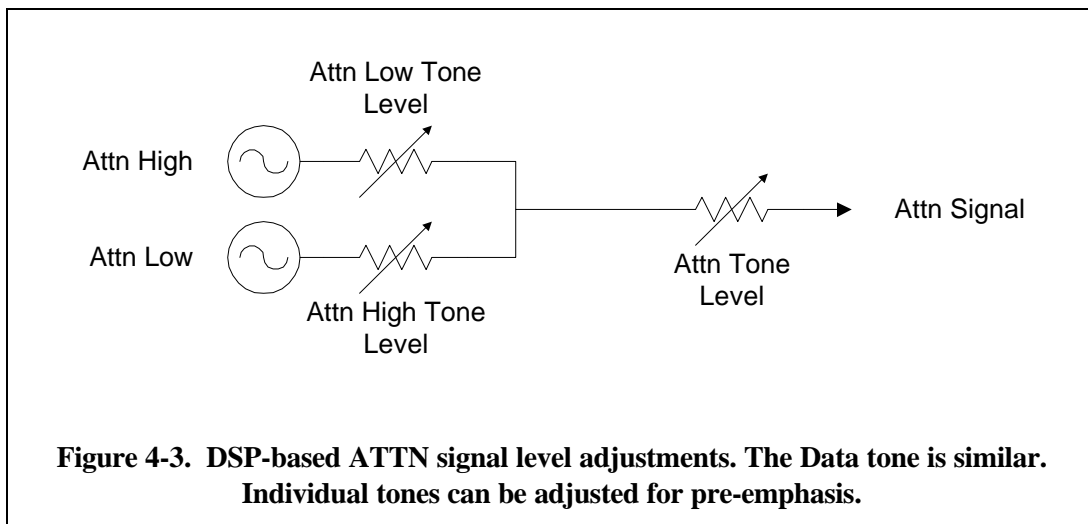 Attn Low Tone
Level
Attn High
Attn Signal
Attn Low
Attn Tone
Level
Attn High Tone
Level
Figure 4-3. DSP-based ATTN signal level adjustments. The Data tone is similar.
Individual tones can be adjusted for pre-emphasis.